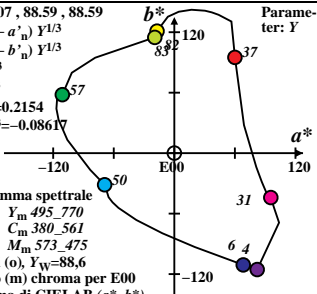 07 , 88.59 , 88.59
b*
Parame-
ter: Y
a'n) Y1/3
b'n) Y1/3
120
82
83
37
57
=0.2154
=−0.08617
a*
−120
E00
120
50
mma spettrale
Ym 495_770
Cm 380_561
Mm 573_475
31
(o), YW=88,6
(m) chroma per E00
6 4
−120